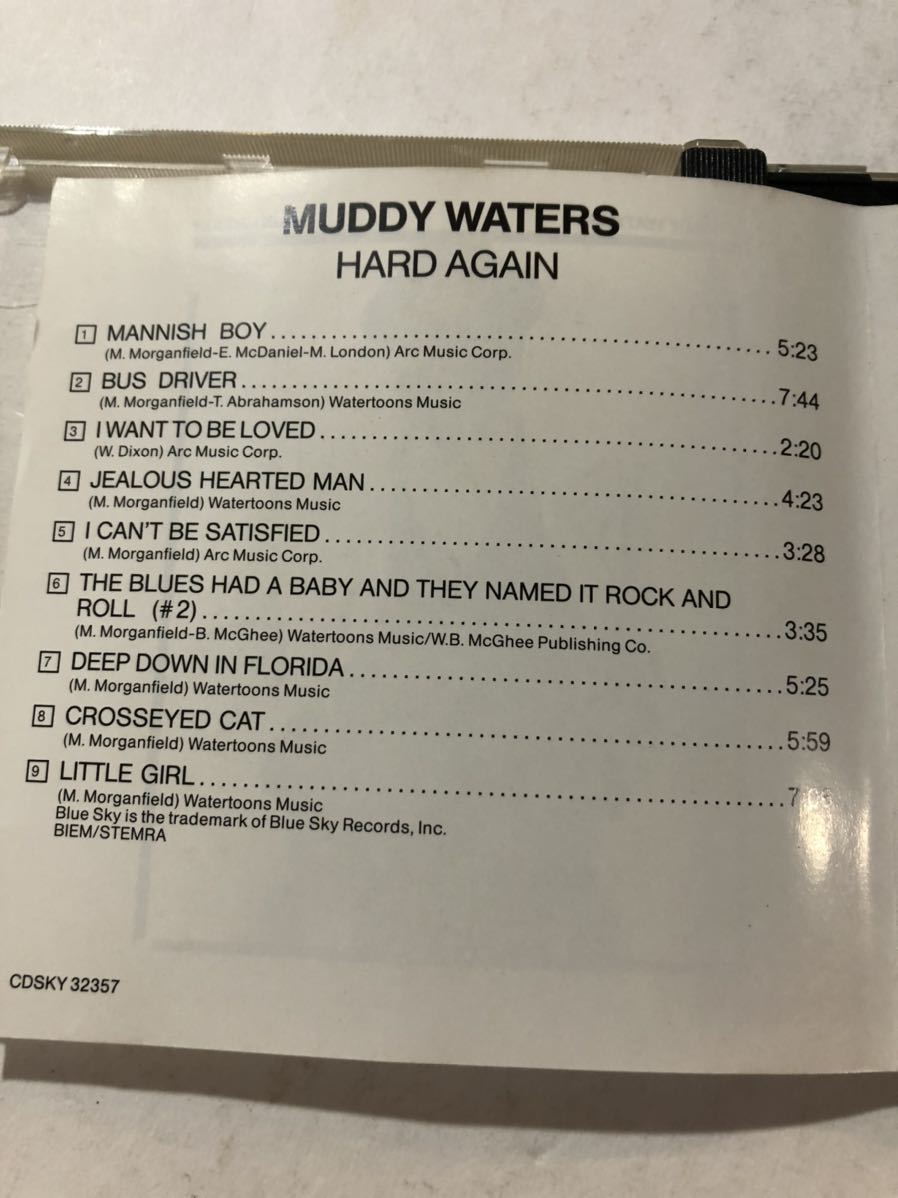 MUDDY WATERS
HARD AGAIN
1 MANNISH BOY.......... 5:23
(M. Morganfield-E. McDaniel-M. London) Arc Music Corp.
2 BUS DRIVER.......... 7:44
(M. Morganfield-T. Abrahamson) Watertoons Music
3 I WANT TO BE LOVED.......... 2:20
(W. Dixon) Arc Music Corp.
4 JEALOUS HEARTED MAN.......... 4:23
(M. Morganfield) Watertoons Music
5 I CAN'T BE SATISFIED.......... 3:28
(M. Morganfield) Arc Music Corp.
6 THE BLUES HAD A BABY AND THEY NAMED IT ROCK AND
ROLL (#2).......... 3:35
(M. Morganfield-B. McGhee) Watertoons Music/W.B. McGhee Publishing Co.
7 DEEP DOWN IN FLORIDA.......... 5:25
(M. Morganfield) Watertoons Music
8 CROSSEYED CAT.......... 5:59
(M. Morganfield) Watertoons Music
9 LITTLE GIRL..........
(M. Morganfield) Watertoons Music
Blue Sky is the trademark of Blue Sky Records, Inc.
BIEM/STEMRA
CDSKY 32357